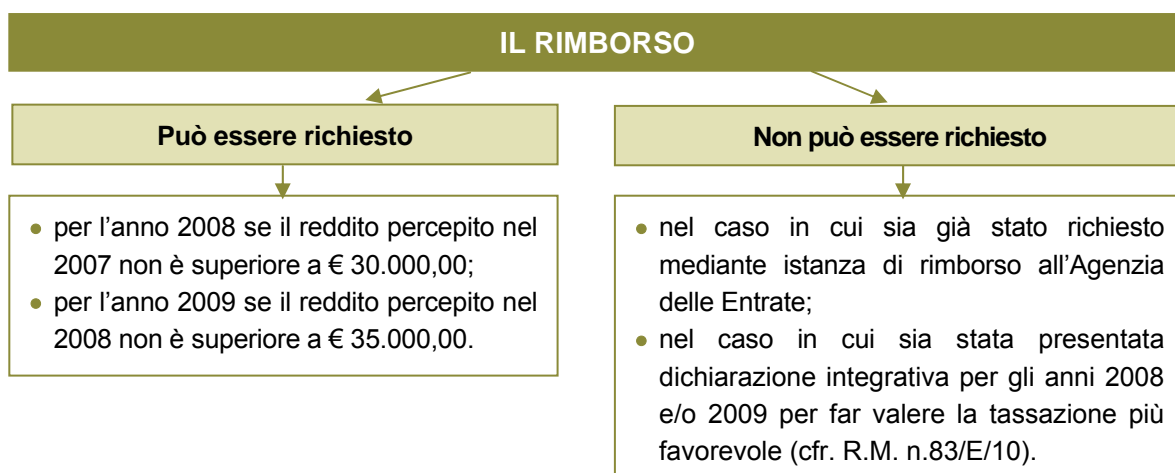 IL RIMBORSO
Può essere richiesto
• per l’anno 2008 se il reddito percepito nel
2007 non è superiore a € 30.000,00;
• per l’anno 2009 se il reddito percepito nel
2008 non è superiore a € 35.000,00.
Non può essere richiesto
• nel caso in cui sia già stato richiesto
mediante istanza di rimborso all’Agenzia
delle Entrate;
• nel caso in cui sia stata presentata
dichiarazione integrativa per gli anni 2008
e/o 2009 per far valere la tassazione più
favorevole (cfr. R.M. n.83/E/10).